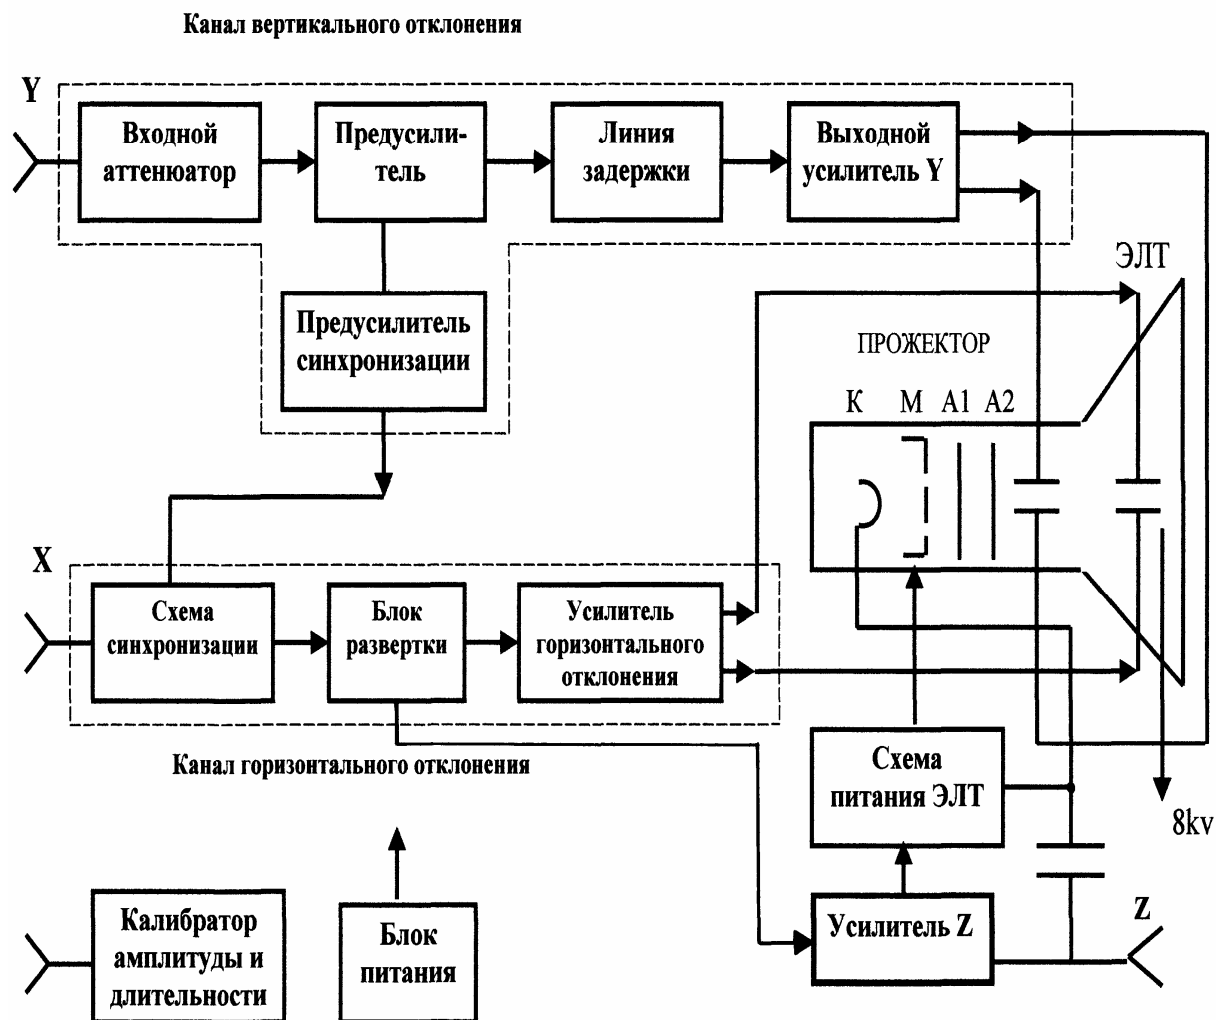 Канал вертикального отклонения
Y
Входной
аттенюатор
Предусили-
тель
Линия
задержки
Выходной
усилитель Y
ЭЛТ
Предусилитель
синхронизации
ПРОЖЕКТОР
К
М
А1
А2
X
Схема
синхронизации
Блок
развертки
Усилитель
горизонтального
отклонения
Канал горизонтального отклонения
Схема
питания ЭЛТ
8kv
Калибратор
амплитуды и
длительности
Блок
питания
Усилитель Z
Z